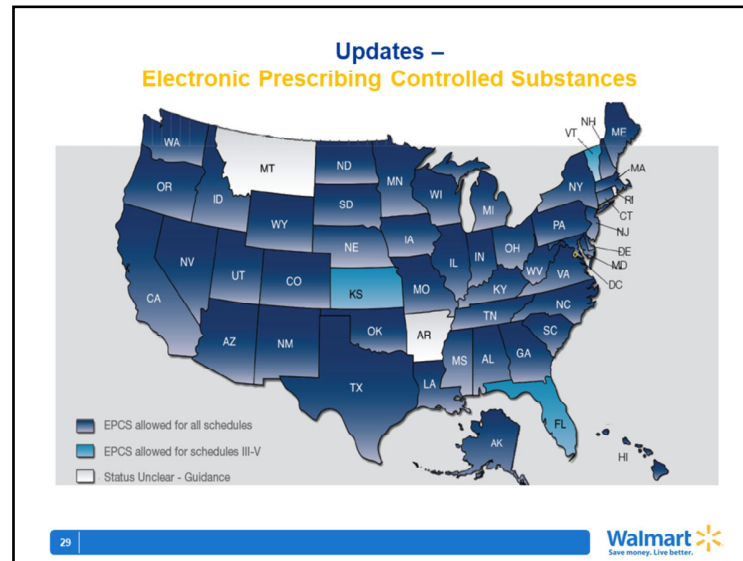 Updates –
Electronic Prescribing Controlled Substances
WA
OR
CA
NV
ID
MT
WY
UT
AZ
CO
NM
ND
SD
NE
KS
OK
TX
MN
IA
MO
AR
LA
WI
IL
MS
MI
IN
KY
TN
AL
OH
WV
VA
NC
SC
GA
FL
PA
NY
VT
NH
ME
MA
RI
CT
NJ
DE
MD
DC
AK
HI
EPCS allowed for all schedules
EPCS allowed for schedules III-V
Status Unclear - Guidance
29
Walmart
Save money. Live better.